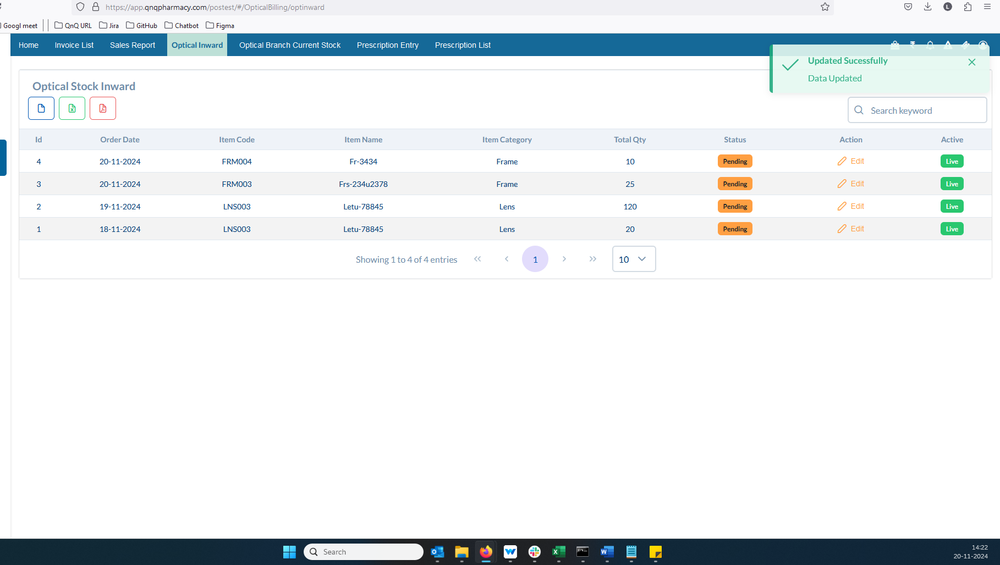 https://app.qnqpharmacy.com/postest/#/OpticalBilling/optinward
Googl meet QnQ URL Jira GitHub Chatbot Figma
Home Invoice List Sales Report Optical Inward Optical Branch Current Stock Prescription Entry Prescription List
Updated Sucessfully
Data Updated
Optical Stock Inward
Search keyword
Id Order Date Item Code Item Name Item Category Total Qty Status Action Active
4 20-11-2024 FRM004 Fr-3434 Frame 10 Pending Edit Live
3 20-11-2024 FRM003 Frs-234u2378 Frame 25 Pending Edit Live
2 19-11-2024 LNS003 Letu-78845 Lens 120 Pending Edit Live
1 18-11-2024 LNS003 Letu-78845 Lens 20 Pending Edit Live
Showing 1 to 4 of 4 entries « ‹ 1 › » 10
Search
14:22
20-11-2024